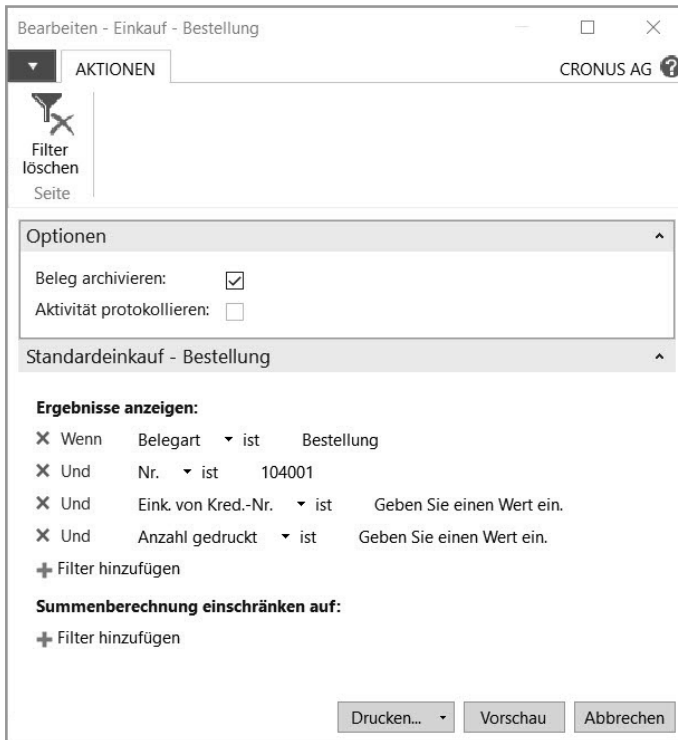 Bearbeiten - Einkauf - Bestellung
AKTIONEN
CRONUS AG ?
Filter
löschen
Seite
Optionen
Beleg archivieren:
Aktivität protokollieren:
Standardeinkauf - Bestellung
Ergebnisse anzeigen:
Wenn Belegart ist Bestellung
Und Nr. ist 104001
Und Eink. von Kred.-Nr. ist Geben Sie einen Wert ein.
Und Anzahl gedruckt ist Geben Sie einen Wert ein.
Filter hinzufügen
Summenberechnung einschränken auf:
Filter hinzufügen
Drucken... Vorschau Abbrechen